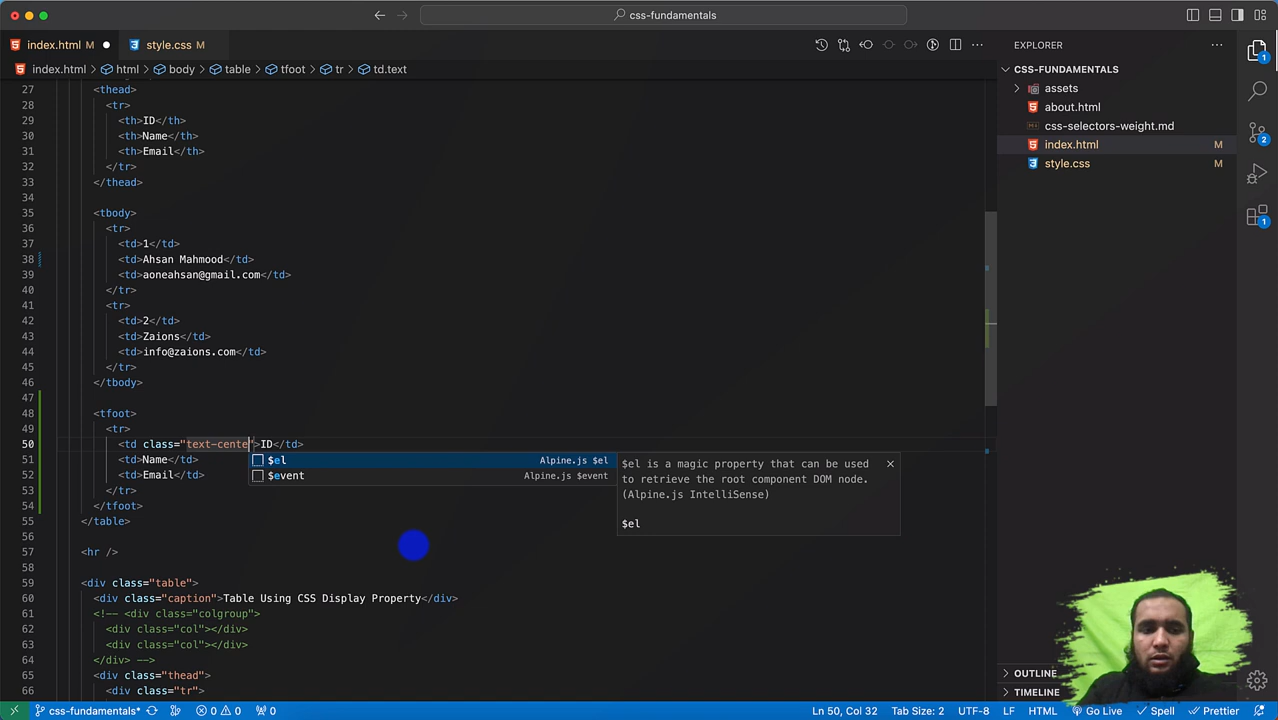 css-fundamentals
index.html M
style.css M
index.html > html > body > table > tfoot > tr > td.text
27 <thead>
28 <tr>
29 <th>ID</th>
30 <th>Name</th>
31 <th>Email</th>
32 </tr>
33 </thead>
34
35 <tbody>
36 <tr>
37 <td>1</td>
38 <td>Ahsan Mahmood</td>
39 <td>aoneahsan@gmail.com</td>
40 </tr>
41 <tr>
42 <td>2</td>
43 <td>Zaions</td>
44 <td>info@zaions.com</td>
45 </tr>
46 </tbody>
47
48 <tfoot>
49 <tr>
50 <td class="text-cente">ID</td>
51 <td>Name</td>
52 <td>Email</td>
53 </tr>
54 </tfoot>
55 </table>
56
57 <hr />
58
59 <div class="table">
60 <div class="caption">Table Using CSS Display Property</div>
61 <!-- <div class="colgroup">
62 <div class="col"></div>
63 <div class="col"></div>
64 </div> -->
65 <div class="thead">
66 <div class="tr">
$el Alpine.js $el
$event Alpine.js $event
$el is a magic property that can be used
to retrieve the root component DOM node.
(Alpine.js IntelliSense)
$el
EXPLORER
CSS-FUNDAMENTALS
assets
about.html
css-selectors-weight.md
index.html M
style.css M
OUTLINE
TIMELINE
1
2
1
css-fundamentals* 0 0 0
Ln 50, Col 32 Tab Size: 2 UTF-8 LF HTML Go Live Spell Prettier